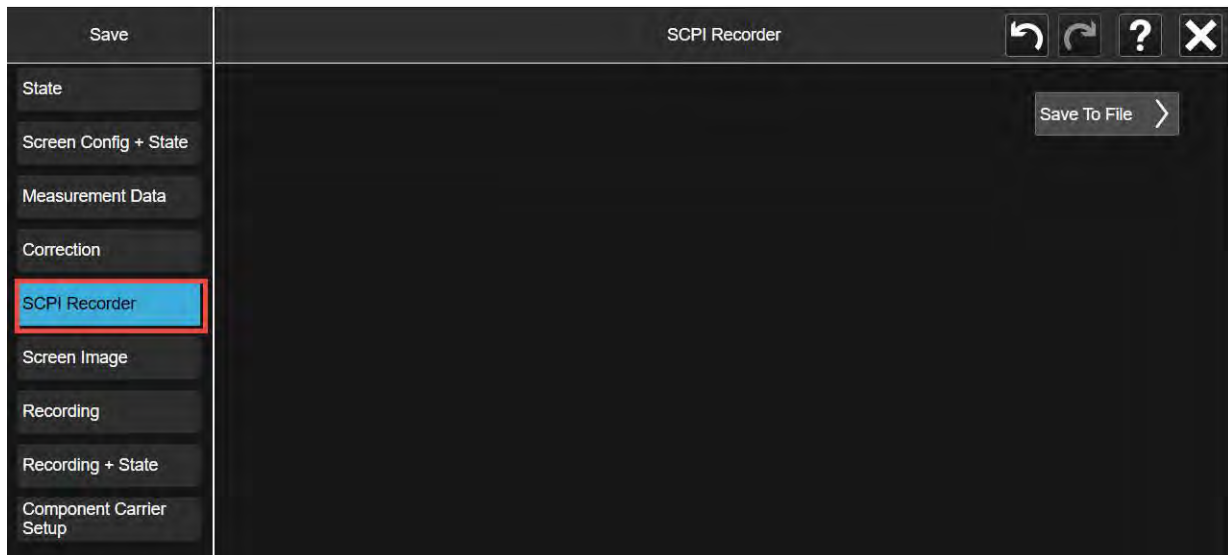 Save
SCPI Recorder
?
State
Save To File
Screen Config + State
Measurement Data
Correction
SCPI Recorder
Screen Image
Recording
Recording + State
Component Carrier
Setup